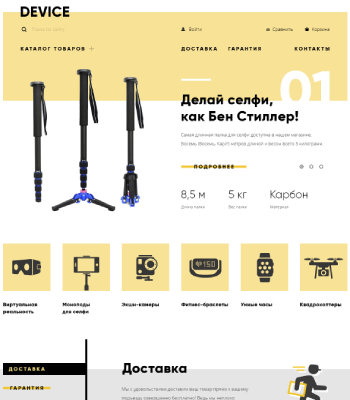 DEVICE
Поиск по сайту
Войти
Сравнить
Корзина
КАТАЛОГ ТОВАРОВ +
ДОСТАВКА
ГАРАНТИЯ
КОНТАКТЫ
01
Делай селфи,
как Бен Стиллер!
Самая длинная палка для селфи доступна в нашем магазине.
Восемь, Восемь, Карл! метров длиной и весом всего 5 килограмм.
ПОДРОБНЕЕ
8,5 м
5 кг
Карбон
Длина палки
Вес палки
Материал
150
Виртуальная
реальность
Моноподы
для селфи
Экшн-камеры
Фитнес-браслеты
Умные часы
Квадрокоптеры
ДОСТАВКА
ГАРАНТИЯ
Доставка
Мы с удовольствием доставим ваш товар прямо к вашему
подъезду совершенно бесплатно! Ведь мы неплохо